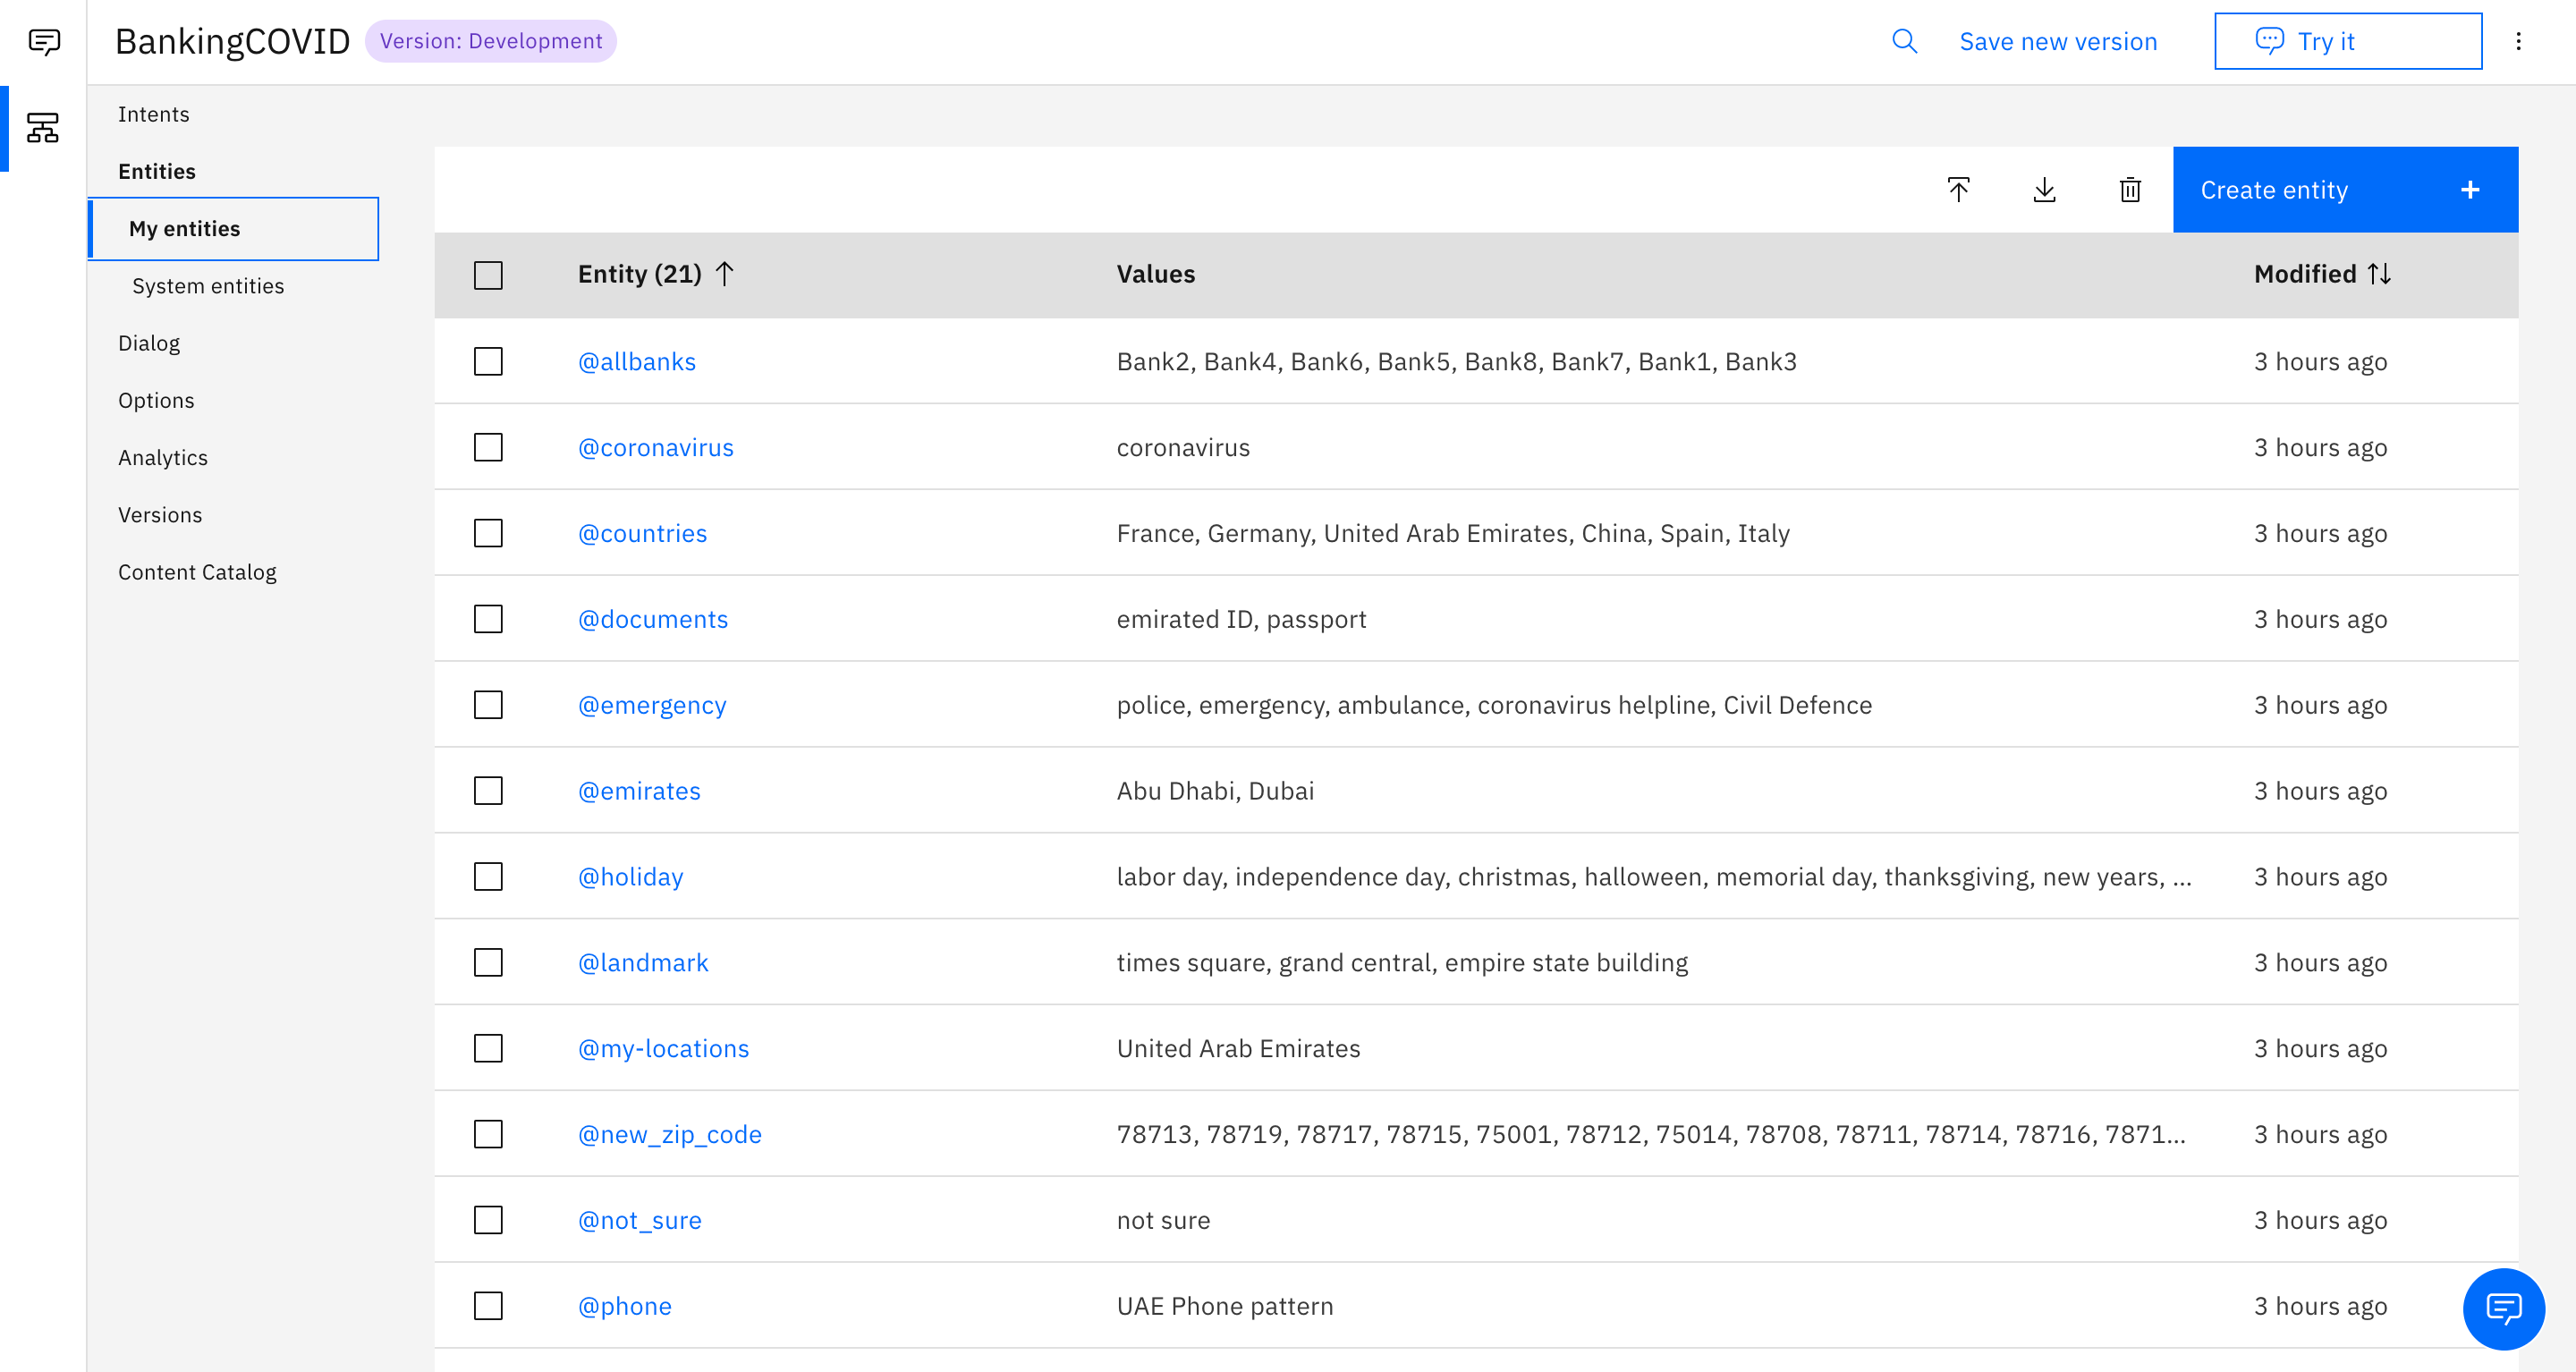 BankingCOVID Version: Development Save new version Try it
Intents
Entities
My entities
System entities
Dialog
Options
Analytics
Versions
Content Catalog
Create entity +
Entity (21) Values Modified
@allbanks Bank2, Bank4, Bank6, Bank5, Bank8, Bank7, Bank1, Bank3 3 hours ago
@coronavirus coronavirus 3 hours ago
@countries France, Germany, United Arab Emirates, China, Spain, Italy 3 hours ago
@documents emirated ID, passport 3 hours ago
@emergency police, emergency, ambulance, coronavirus helpline, Civil Defence 3 hours ago
@emirates Abu Dhabi, Dubai 3 hours ago
@holiday labor day, independence day, christmas, halloween, memorial day, thanksgiving, new years, ... 3 hours ago
@landmark times square, grand central, empire state building 3 hours ago
@my-locations United Arab Emirates 3 hours ago
@new_zip_code 78713, 78719, 78717, 78715, 75001, 78712, 75014, 78708, 78711, 78714, 78716, 7871... 3 hours ago
@not_sure not sure 3 hours ago
@phone UAE Phone pattern 3 hours ago